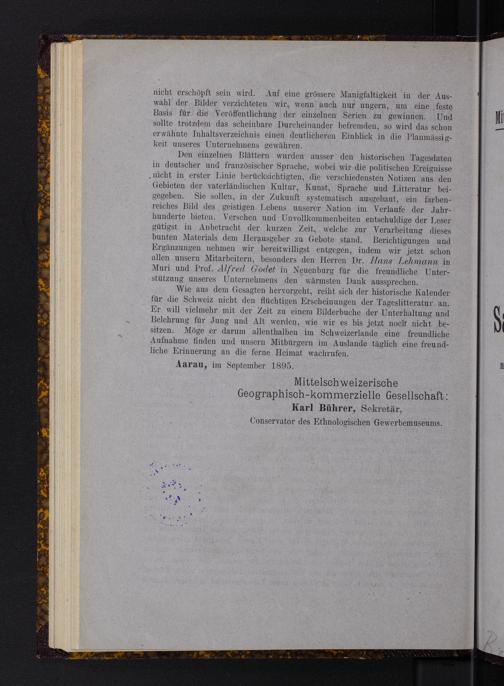 nicht erschöpft sein wird. Auf eine grössere Manigfaltigkeit in der Aus-
wahl der Bilder verzichteten wir, wenn auch nur ungern, um eine feste
Basis für die Veröffentlichung der einzelnen Serien zu gewinnen. Und
sollte trotzdem das scheinbare Durcheinander befremden, so wird das schon
erwähnte Inhaltsverzeichnis einen deutlicheren Einblick in die Planmässig-
keit unseres Unternehmens gewähren.
Den einzelnen Blättern wurden ausser den historischen Tagesdaten
in deutscher und französischer Sprache, wobei wir die politischen Ereignisse
nicht in erster Linie berücksichtigten, die verschiedensten Notizen aus den
Gebieten der vaterländischen Kultur, Kunst, Sprache und Litteratur bei-
gegeben. Sie sollen, in der Zukunft systematisch ausgebaut, ein farben-
reiches Bild des geistigen Lebens unserer Nation im Verlaufe der Jahr-
hunderte bieten. Versehen und Unvollkommenheiten entschuldige der Leser
gütigst in Anbetracht der kurzen Zeit, welche zur Verarbeitung dieses
bunten Materials dem Herausgeber zu Gebote stand. Berichtigungen und
Ergänzungen nehmen wir bereitwilligst entgegen, indem wir jetzt schon
allen unsern Mitarbeitern, besonders den Herren Dr. Hans Lehmann in
Muri und Prof. Alfred Godet in Neuenburg für die freundliche Unter-
stützung unseres Unternehmens den wärmsten Dank aussprechen.
Wie aus dem Gesagten hervorgeht, reiht sich der historische Kalender
für die Schweiz nicht den flüchtigen Erscheinungen der Tageslitteratur an.
Er will vielmehr mit der Zeit zu einem Bilderbuche der Unterhaltung und
Belehrung für Jung und Alt werden, wie wir es bis jetzt noch nicht be-
sitzen. Möge er darum allenthalben im Schweizerlande eine freundliche
Aufnahme finden und unsern Mitbürgern im Auslande täglich eine freund-
liche Erinnerung an die ferne Heimat wachrufen.
Aarau, im September 1895.
Mittelschweizerische
Geographisch-kommerzielle Gesellschaft:
Karl Bührer, Sekretär,
Conservator des Ethnologischen Gewerbemuseums.